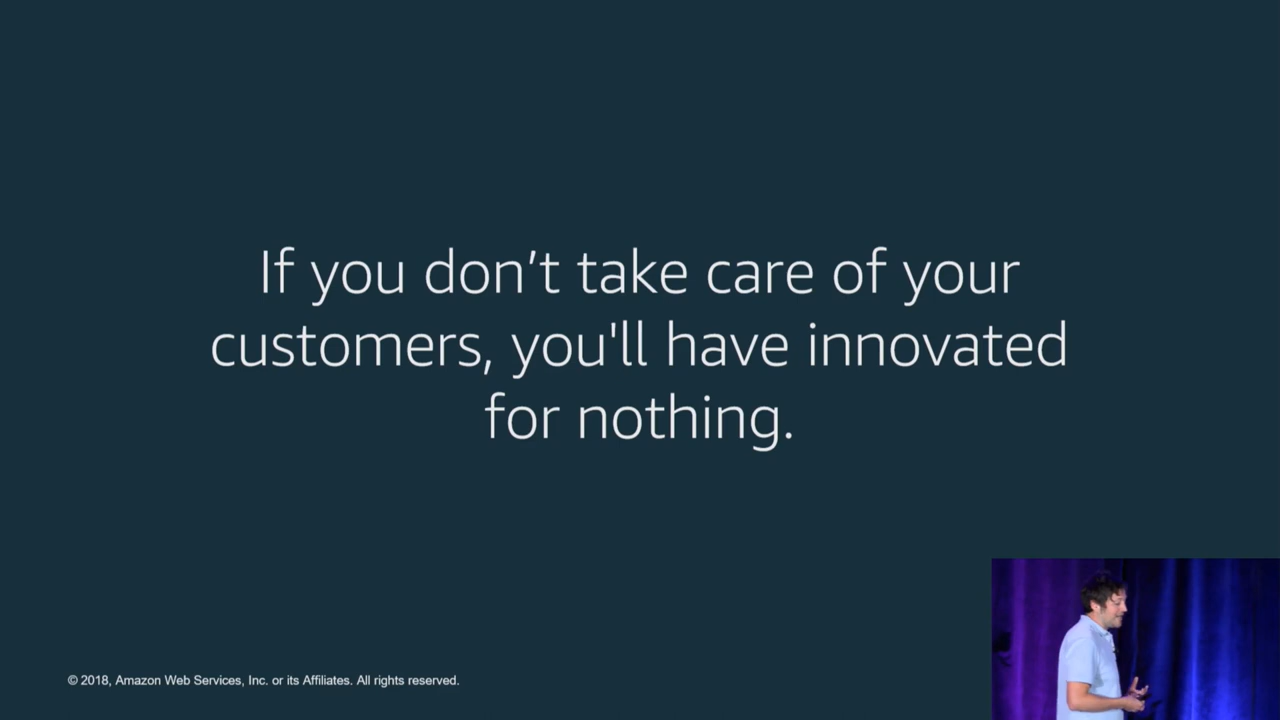 If you don’t take care of your
customers, you'll have innovated
for nothing.
© 2018, Amazon Web Services, Inc. or its Affiliates. All rights reserved.